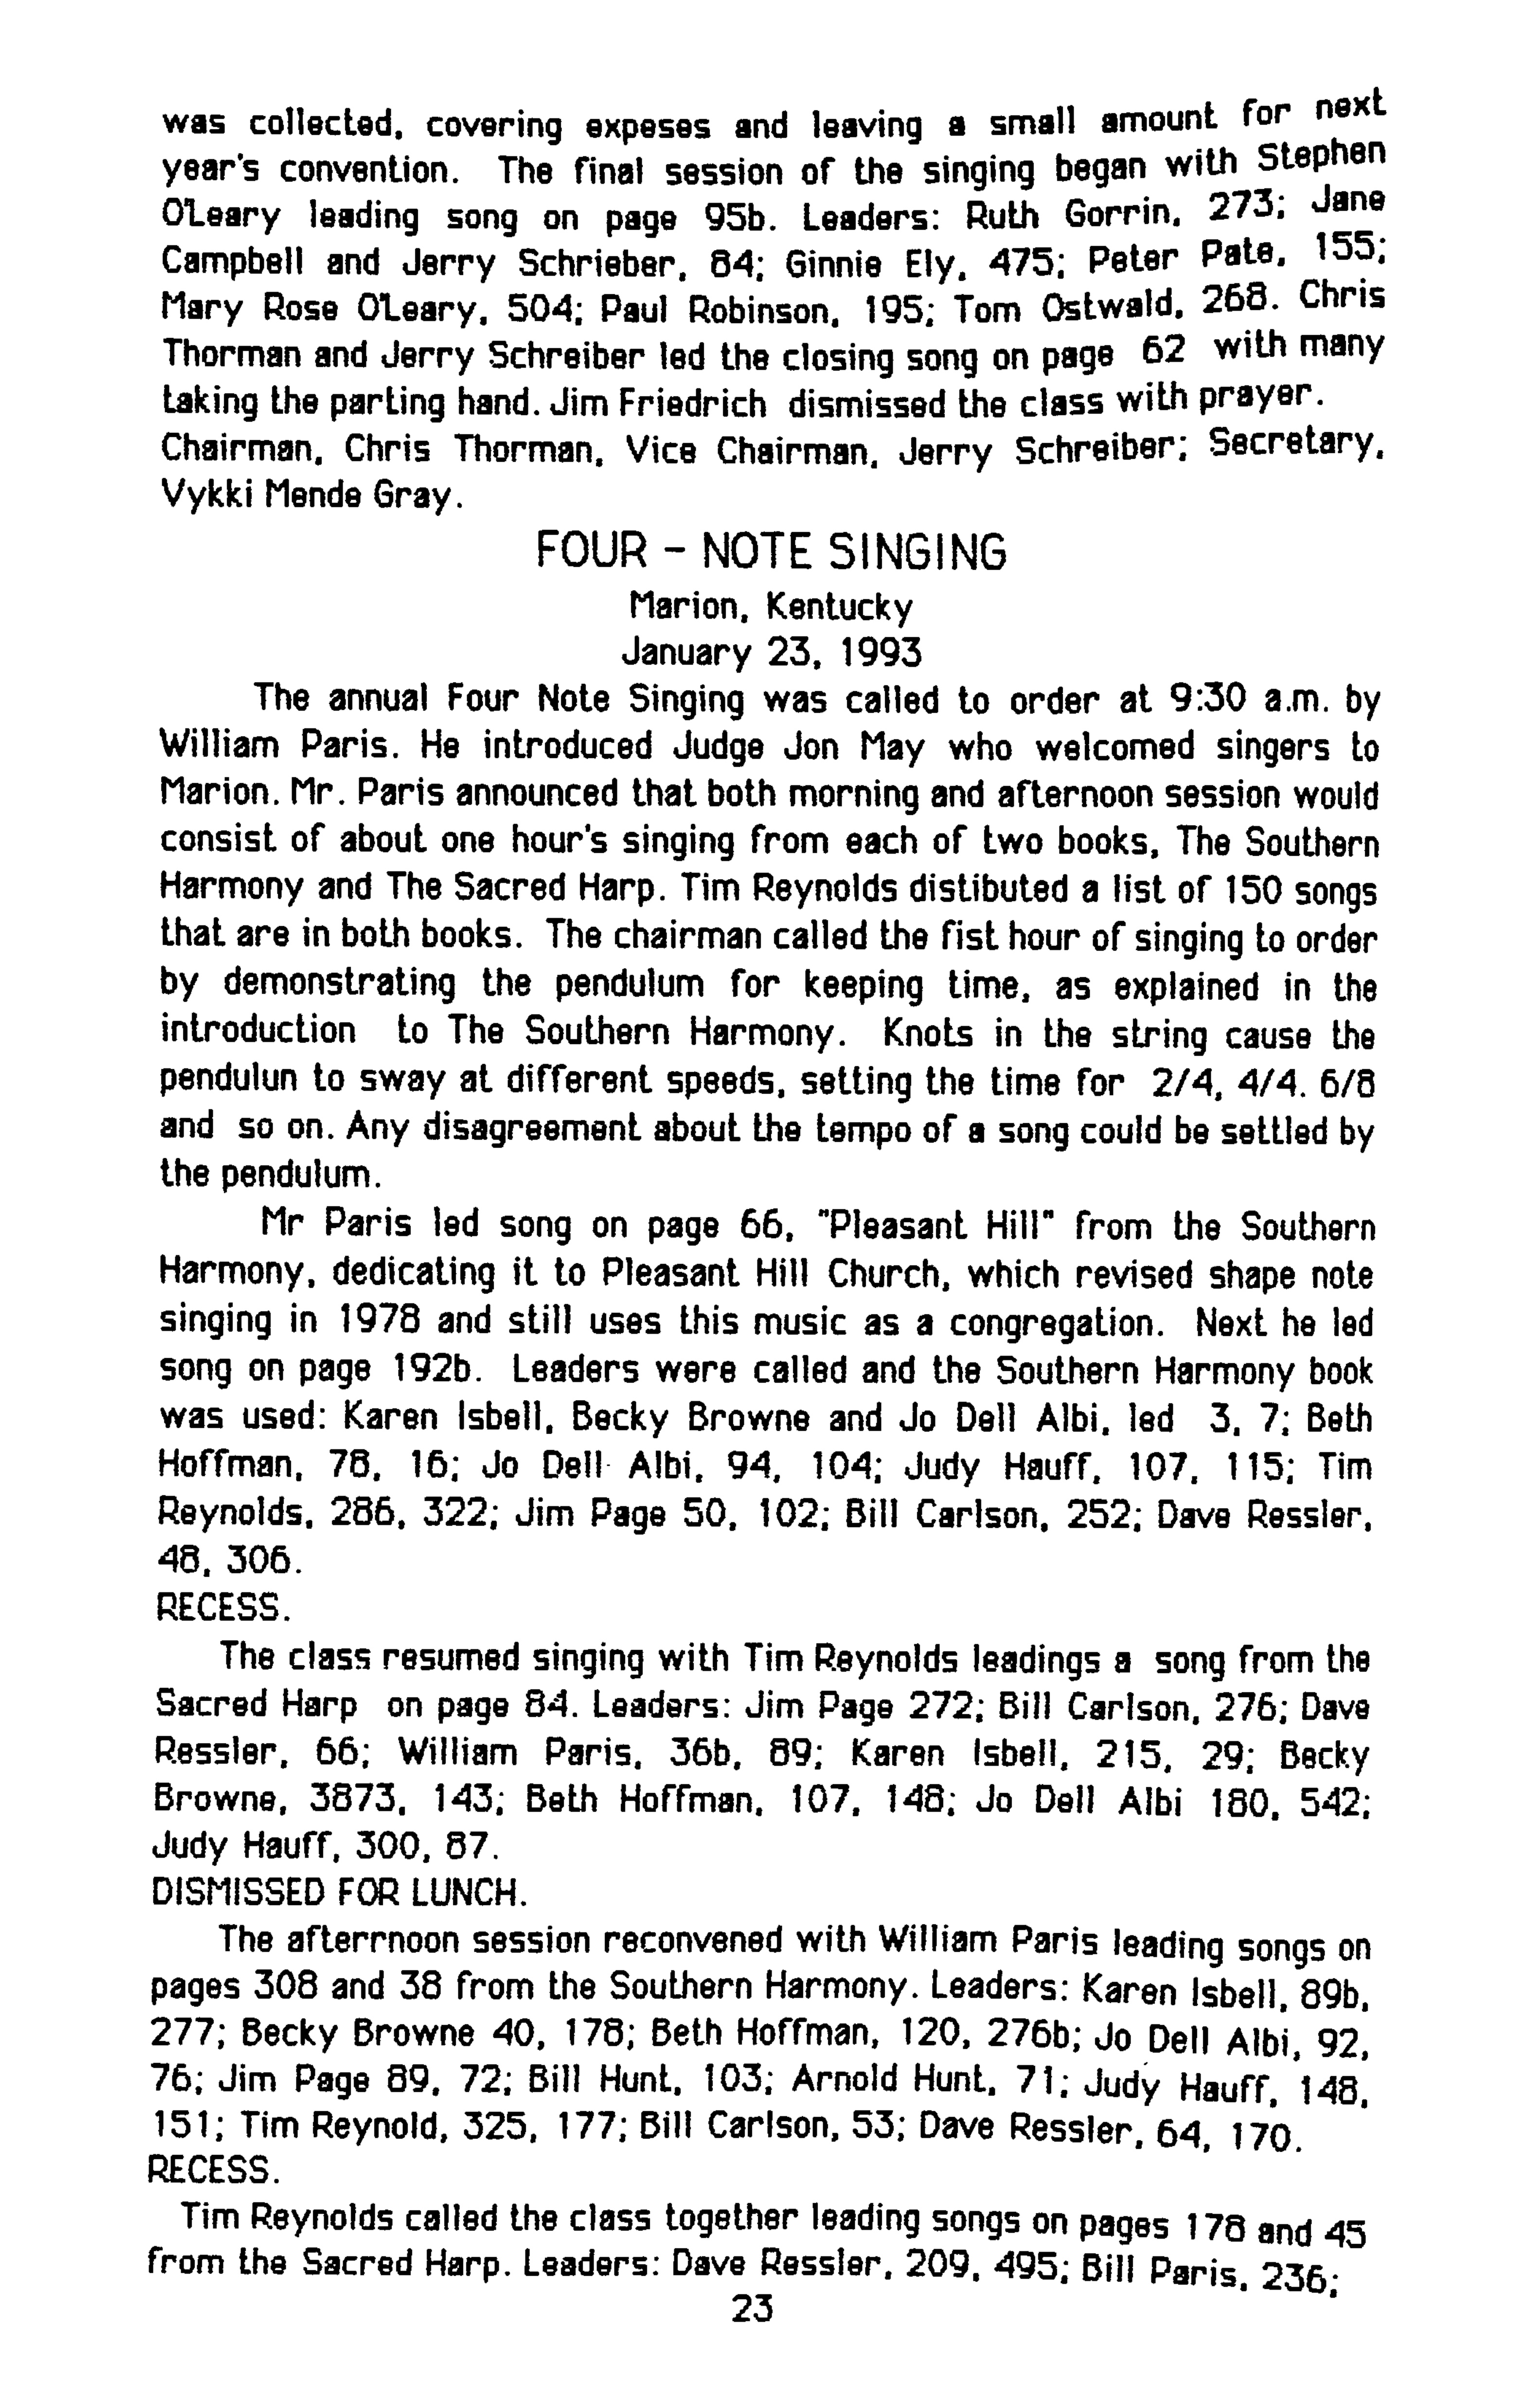 was collected, covering expeses and leaving a small amount for next
year's convention. The final session of the singing began with Stephen
O'Leary leading song on page 95b. Leaders: Ruth Gorrin, 273; Jane
Campbell and Jerry Schrieber, 84; Ginnie Ely, 475; Peter Pate, 155;
Mary Rose O'Leary, 504; Paul Robinson, 195; Tom Ostwald, 268. Chris
Thorman and Jerry Schreiber led the closing song on page 62 with many
taking the parting hand. Jim Friedrich dismissed the class with prayer.
Chairman, Chris Thorman, Vice Chairman, Jerry Schreiber; Secretary,
Vykki Mende Gray.
FOUR - NOTE SINGING
Marion, Kentucky
January 23, 1993
The annual Four Note Singing was called to order at 9:30 a.m. by
William Paris. He introduced Judge Jon May who welcomed singers to
Marion. Mr. Paris announced that both morning and afternoon session would
consist of about one hour's singing from each of two books, The Southern
Harmony and The Sacred Harp. Tim Reynolds distibuted a list of 150 songs
that are in both books. The chairman called the fist hour of singing to order
by demonstrating the pendulum for keeping time, as explained in the
introduction to The Southern Harmony. Knots in the string cause the
pendulun to sway at different speeds, setting the time for 2/4, 4/4. 6/8
and so on. Any disagreement about the tempo of a song could be settled by
the pendulum.
Mr Paris led song on page 66, "Pleasant Hill" from the Southern
Harmony, dedicating it to Pleasant Hill Church, which revised shape note
singing in 1978 and still uses this music as a congregation. Next he led
song on page 192b. Leaders were called and the Southern Harmony book
was used: Karen Isbell, Becky Browne and Jo Dell Albi, led 3, 7; Beth
Hoffman, 78, 16; Jo Dell Albi, 94, 104; Judy Hauff, 107, 115; Tim
Reynolds, 286, 322; Jim Page 50, 102; Bill Carlson, 252; Dave Ressler,
48, 306.
RECESS.
The class resumed singing with Tim Reynolds leadings a song from the
Sacred Harp on page 84. Leaders: Jim Page 272; Bill Carlson, 276; Dave
Ressler, 66; William Paris, 36b, 89; Karen Isbell, 215, 29; Becky
Browne, 3873, 143; Beth Hoffman, 107, 148; Jo Dell Albi 180, 542;
Judy Hauff, 300, 87.
DISMISSED FOR LUNCH.
The afterrnoon session reconvened with William Paris leading songs on
pages 308 and 38 from the Southern Harmony. Leaders: Karen Isbell, 89b,
277; Becky Browne 40, 178; Beth Hoffman, 120, 276b; Jo Dell Albi, 92,
76; Jim Page 89, 72; Bill Hunt, 103; Arnold Hunt, 71; Judy Hauff, 148,
151; Tim Reynold, 325, 177; Bill Carlson, 53; Dave Ressler, 64, 170.
RECESS.
Tim Reynolds called the class together leading songs on pages 178 and 45
from the Sacred Harp. Leaders: Dave Ressler, 209, 495; Bill Paris, 236;
23